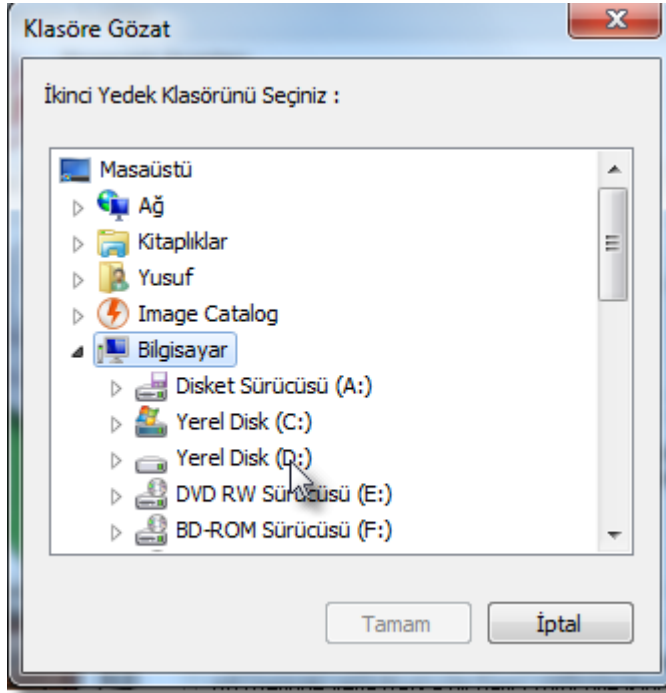 Klasöre Gözat
İkinci Yedek Klasörünü Seçiniz :
Masaüstü
Ağ
Kitaplıklar
Yusuf
Image Catalog
Bilgisayar
Disket Sürücüsü (A:)
Yerel Disk (C:)
Yerel Disk (D:)
DVD RW Sürücüsü (E:)
BD-ROM Sürücüsü (F:)
Tamam İptal